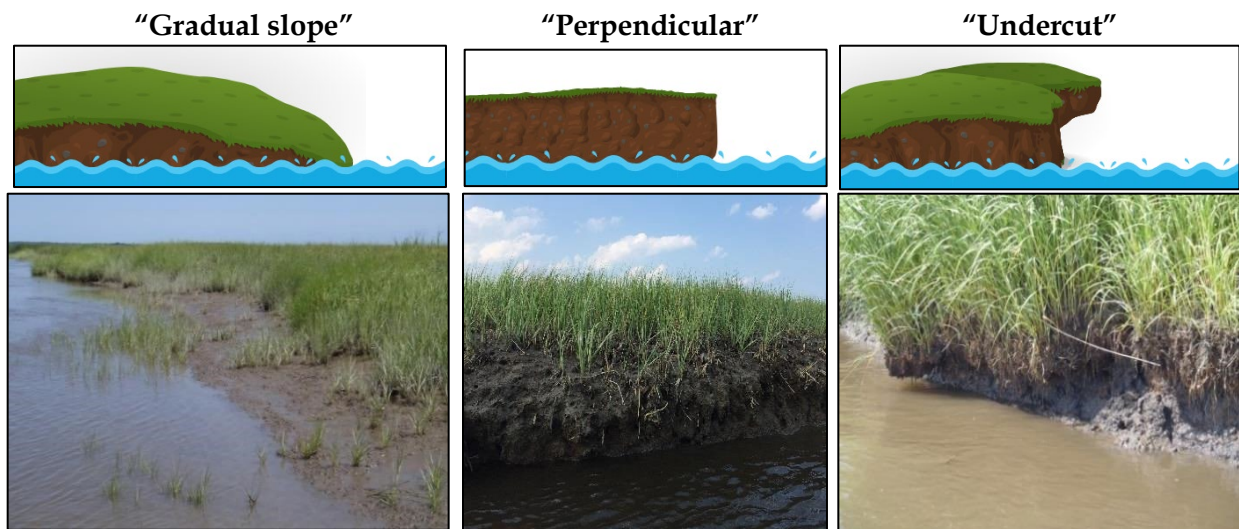 “Gradual slope”
“Perpendicular”
“Undercut”